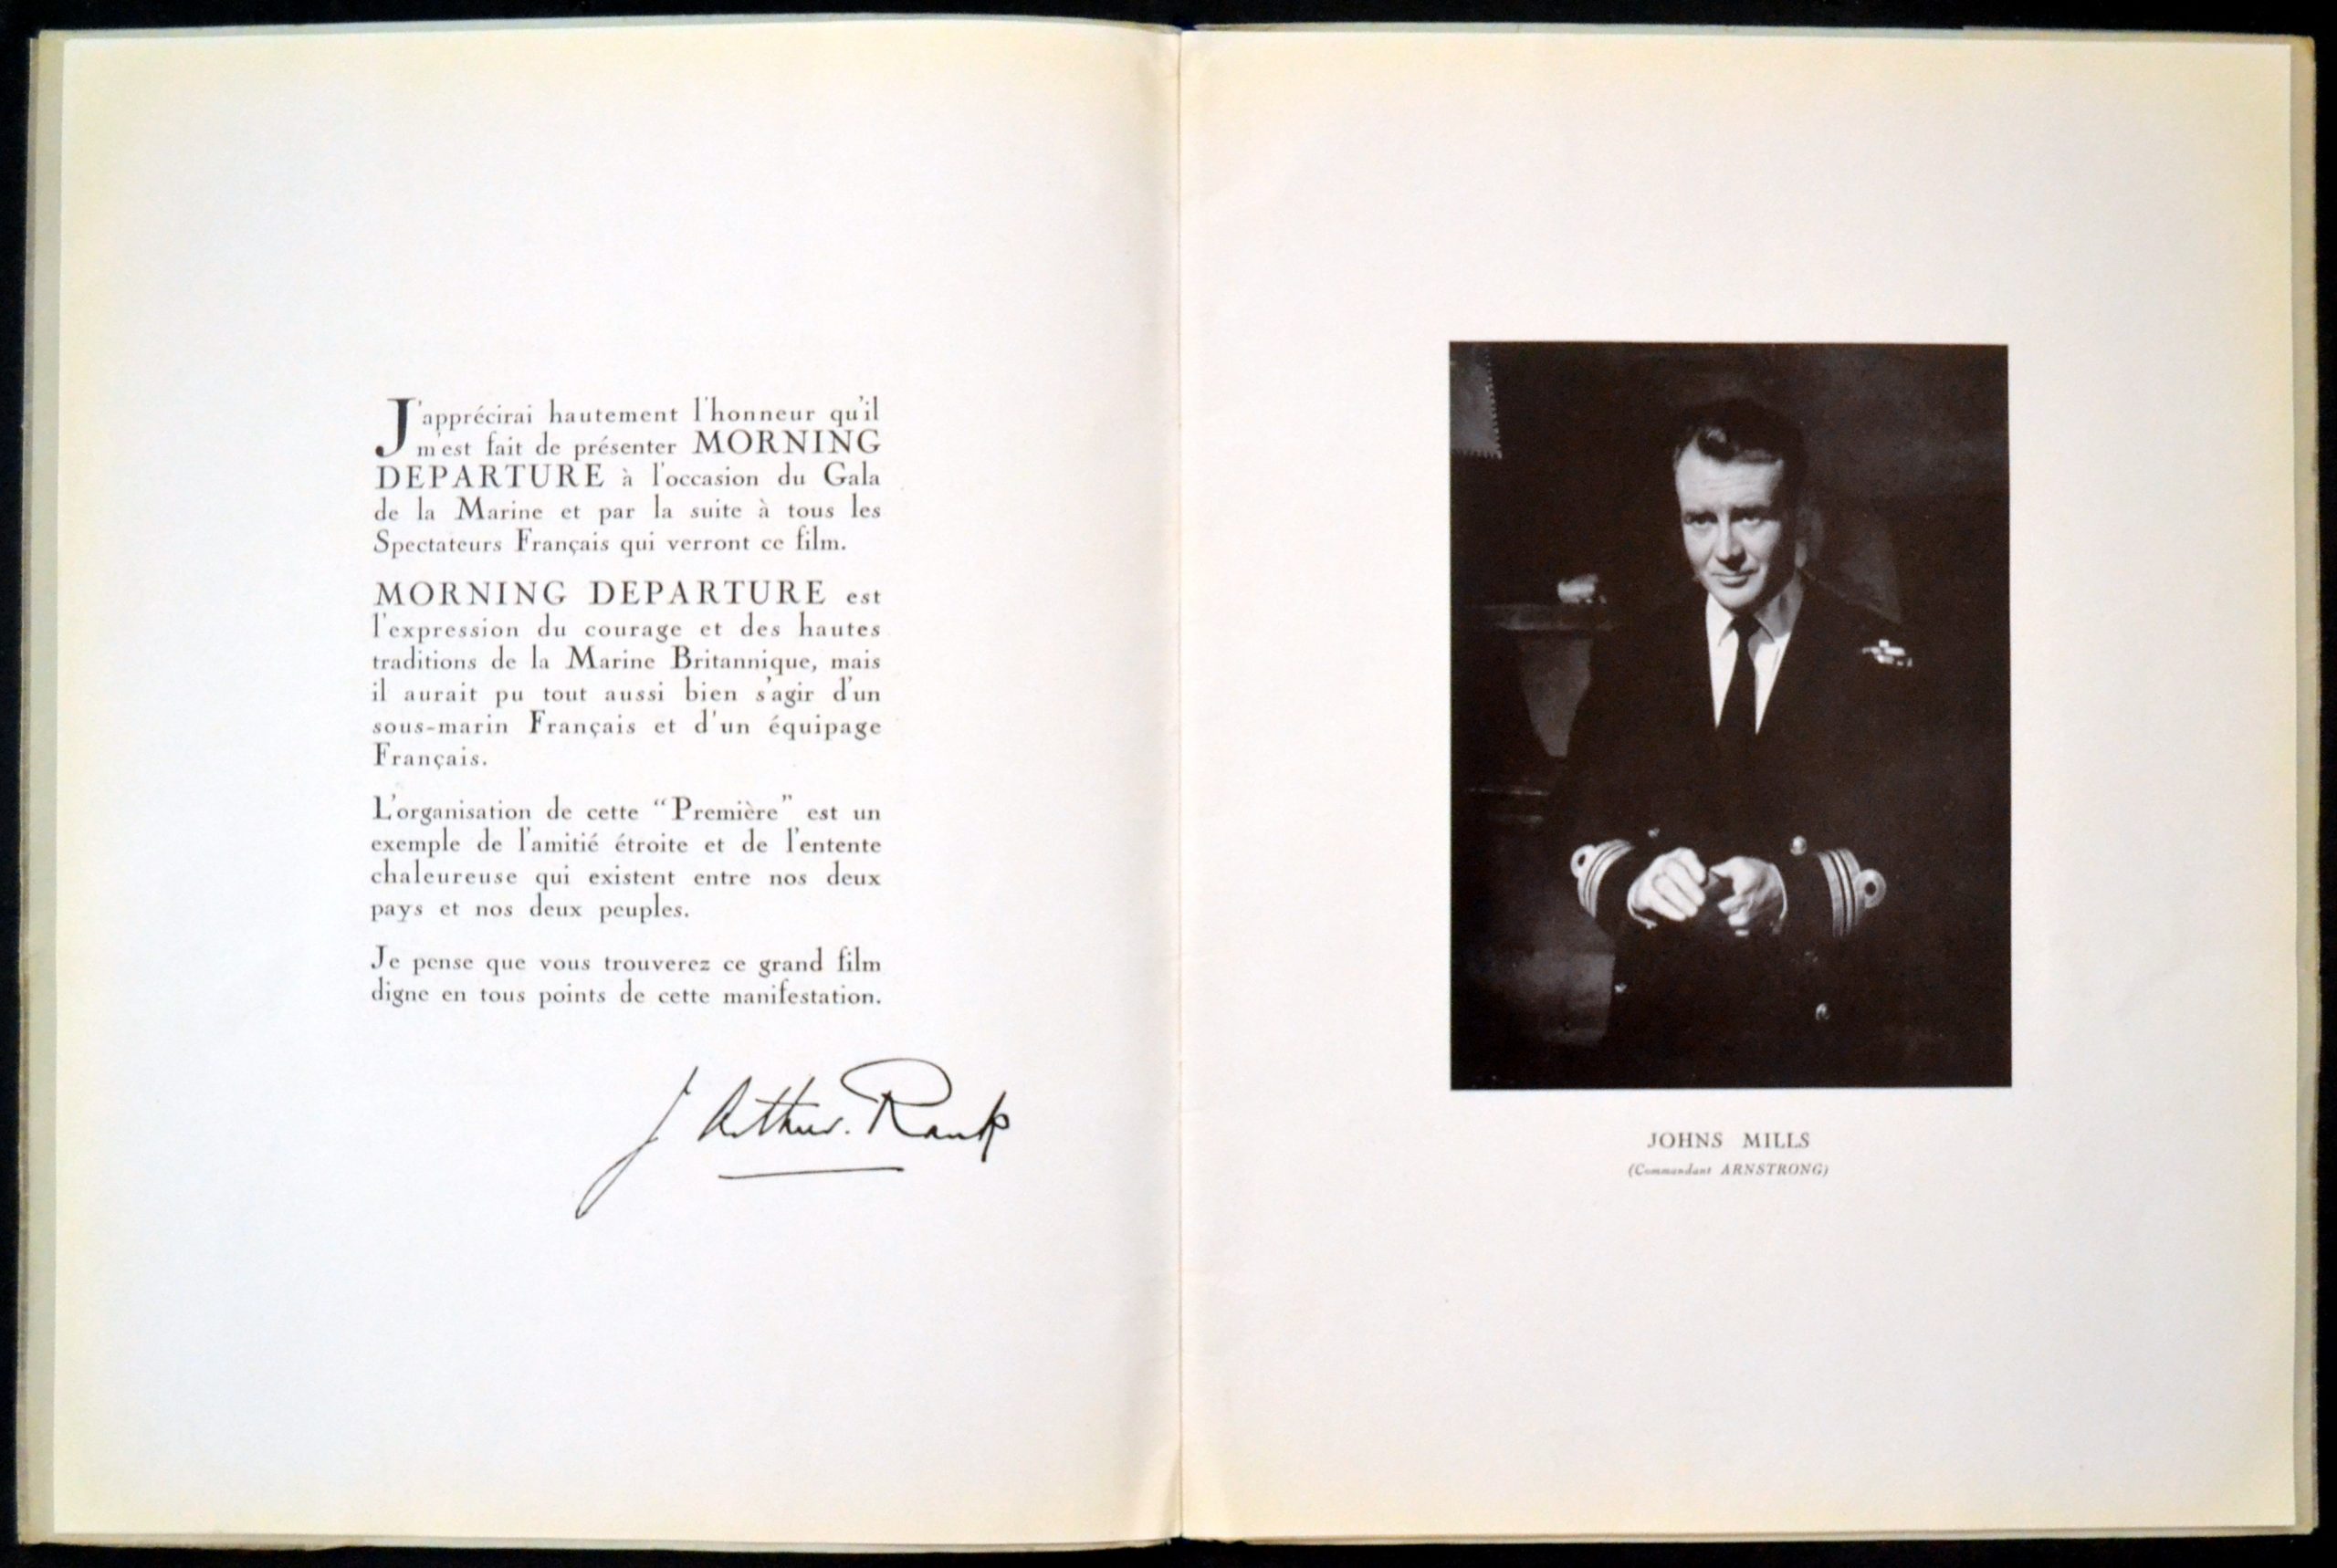 J'apprécirai hautement l'honneur qu'il
m'est fait de présenter MORNING
DEPARTURE à l'occasion du Gala
de la Marine et par la suite à tous les
Spectateurs Français qui verront ce film.
MORNING DEPARTURE est
l'expression du courage et des hautes
traditions de la Marine Britannique, mais
il aurait pu tout aussi bien s'agir d'un
sous-marin Français et d'un équipage
Français.
L'organisation de cette "Première" est un
exemple de l'amitié étroite et de l'entente
chaleureuse qui existent entre nos deux
pays et nos deux peuples.
Je pense que vous trouverez ce grand film
digne en tous points de cette manifestation.
J Arthur. Rank
JOHNS MILLS
(Commandant ARNSTRONG)